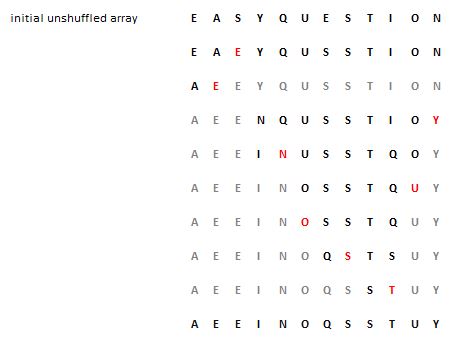 initial unshuffled array E A S Y Q U E S T I O N
E A E Y Q U S S T I O N
A E E Y Q U S S T I O N
A E E N Q U S S T I O Y
A E E I N U S S T Q O Y
A E E I N O S S T Q U Y
A E E I N O S S T Q U Y
A E E I N O Q S T S U Y
A E E I N O Q S S T U Y
A E E I N O Q S S T U Y